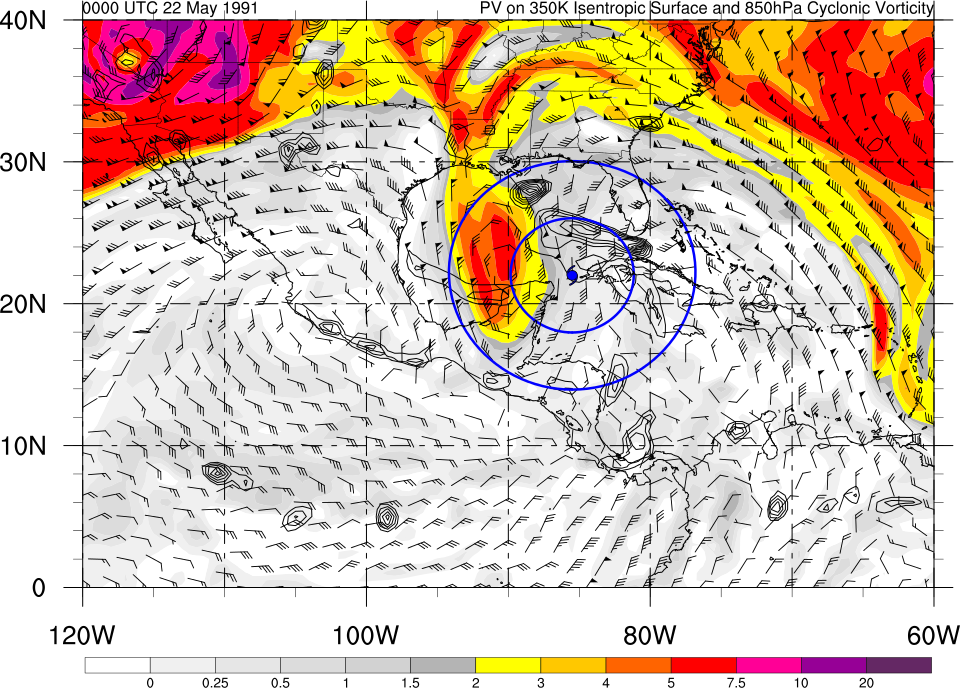 0000 UTC 22 May 1991 PV on 350K Isentropic Surface and 850hPa Cyclonic Vorticity
40N
30N
20N
10N
0
120W 100W 80W 60W
0 0.25 0.5 1 1.5 2 3 4 5 7.5 10 20